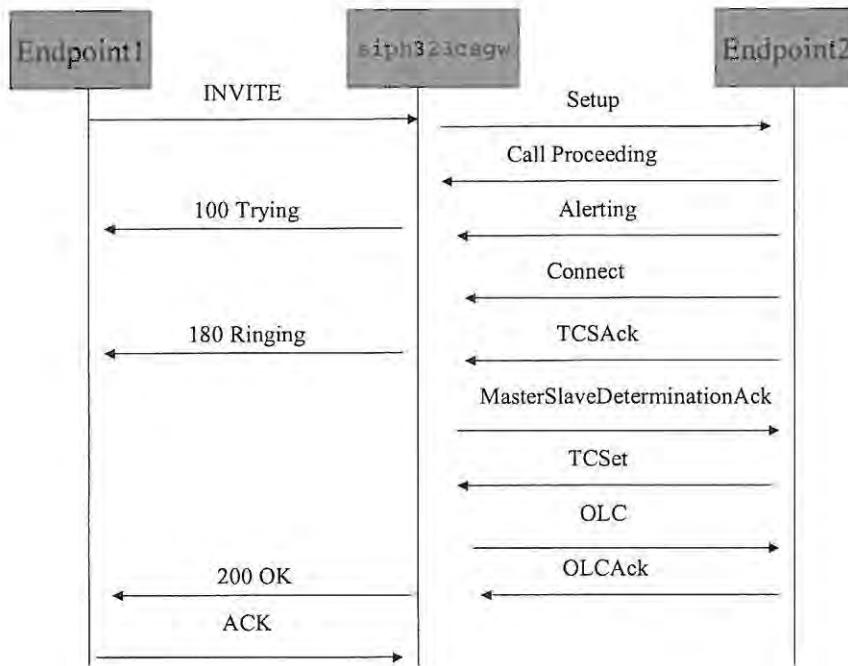 Endpoint1
siph323csgw
Endpoint2
INVITE
Setup
Call Proceeding
100 Trying
Alerting
Connect
180 Ringing
TCSAck
MasterSlaveDeterminationAck
TCSet
OLC
200 OK
OLCAck
ACK